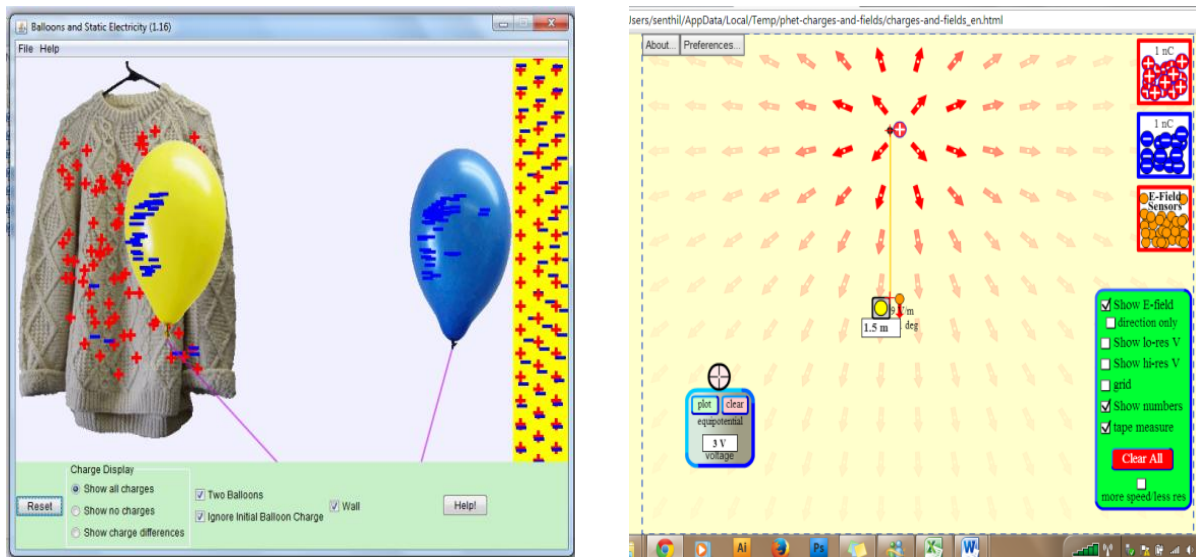 Balloons and Static Electricity (1.16)
File Help
Charge Display
Show all charges
Show no charges
Show charge differences
Reset
Two Balloons
Ignore Initial Balloon Charge
Wall
Help!
Jsers/senthil/AppData/Local/Temp/phet-charges-and-fields/charges-and-fields_en.html
About...
Preferences...
1 nC
1 nC
E-Field
Sensors
1.5 m
deg
plot
clear
equipotential
3 V
voltage
Show E-field
direction only
Show lo-res V
Show hi-res V
grid
Show numbers
tape measure
Clear All
more speed/less res
Ai
Ps
W